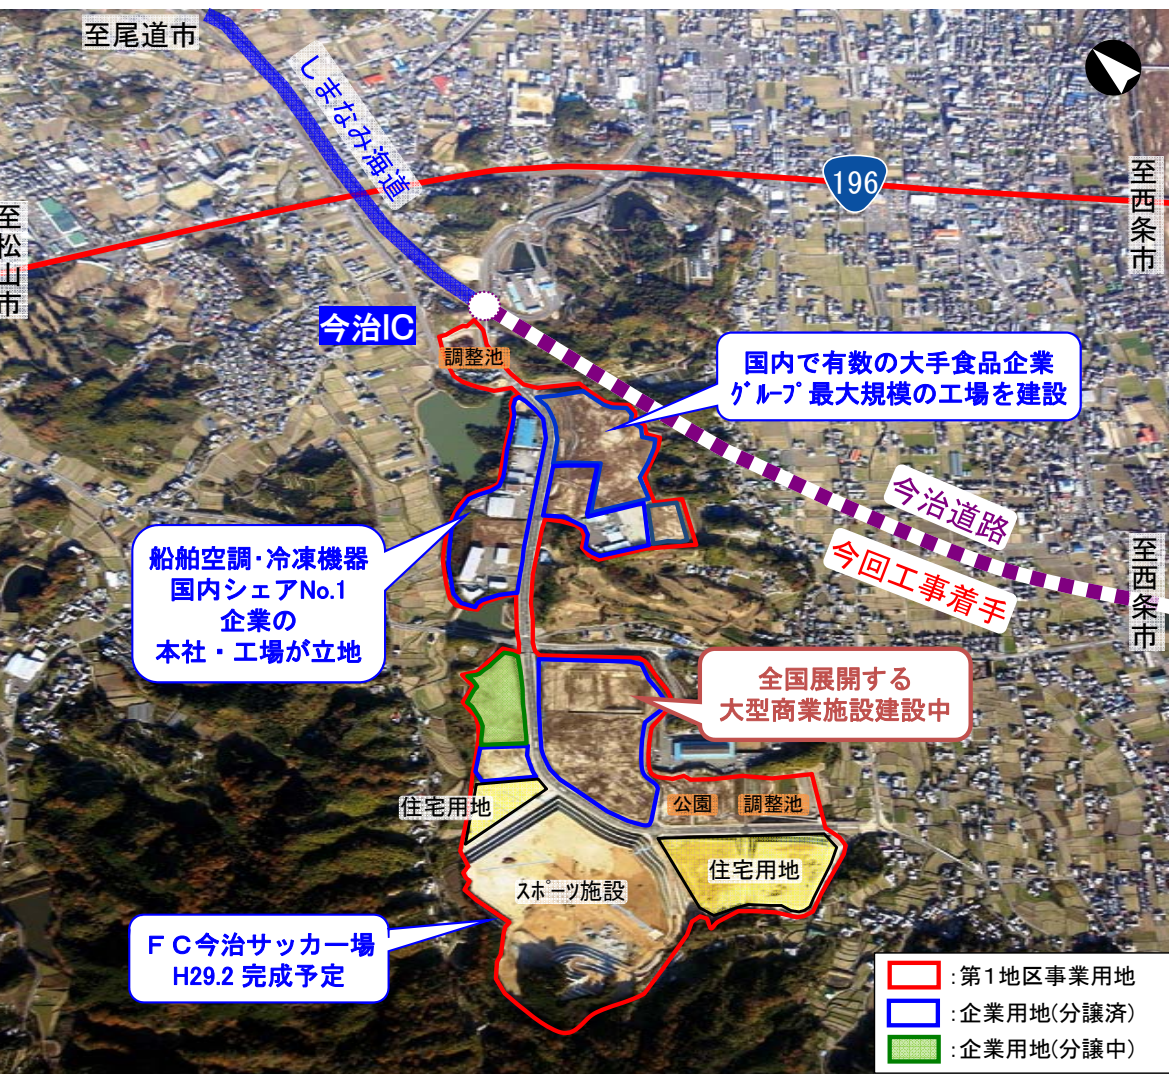 至尾道市
しまなみ海道
196
至西条市
至松山市
今治IC
調整池
国内で有数の大手食品企業
ｸﾞﾙｰﾌﾟ最大規模の工場を建設
今治道路
今回工事着手
至西条市
船舶空調・冷凍機器
国内シェアNo.1
企業の
本社・工場が立地
全国展開する
大型商業施設建設中
住宅用地
公園
調整池
住宅用地
ｽﾎﾟｰﾂ施設
ＦＣ今治サッカー場
H29.2 完成予定
:第1地区事業用地
:企業用地(分譲済)
:企業用地(分譲中)